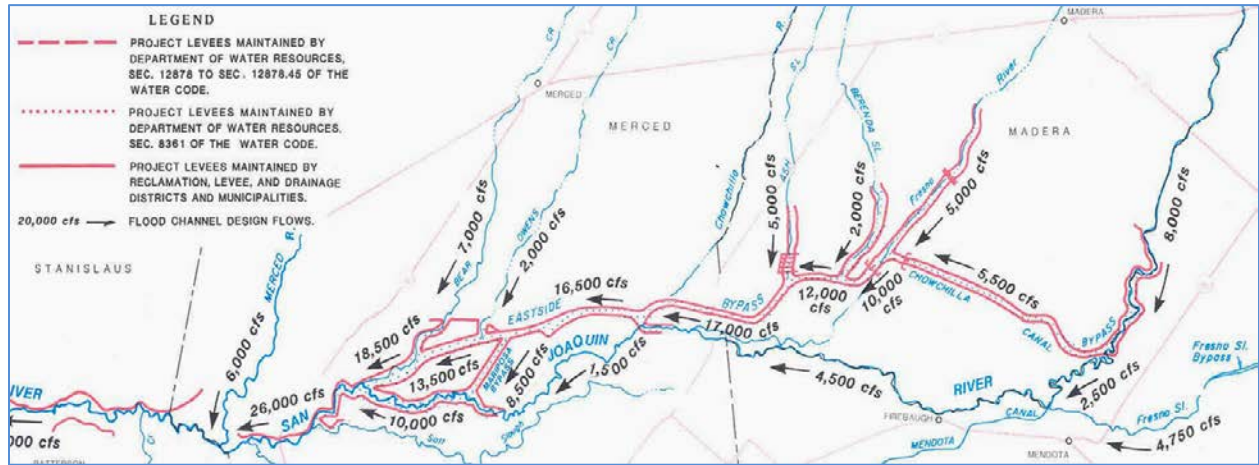 LEGEND
PROJECT LEVEES MAINTAINED BY
DEPARTMENT OF WATER RESOURCES,
SEC. 12878 TO SEC. 12878.45 OF THE
WATER CODE.
PROJECT LEVEES MAINTAINED BY
DEPARTMENT OF WATER RESOURCES.
SEC. 8361 OF THE WATER CODE.
PROJECT LEVEES MAINTAINED BY
RECLAMATION, LEVEE, AND DRAINAGE
DISTRICTS AND MUNICIPALITIES.
20,000 cfs
FLOOD CHANNEL DESIGN FLOWS.
STANISLAUS
MERCED R.
6,000 cfs
CR.
CR.
MERCED
MERCED
7,000 cfs
BEAR
OWENS
2,000 cfs
R.
Chowchilla
SL.
ASH
5,000 cfs
BERENDA SL.
2,000 cfs
MADERA
River
Fresno
5,000 cfs
MADERA
8,000 cfs
18,500 cfs
13,500 cfs
EASTSIDE
16,500 cfs
BYPASS
17,000 cfs
12,000
cfs
10,000
cfs
CHOWCHILLA
5,500 cfs
CANAL
BYPASS
MARIPOSA
BYPASS
8,500 cfs
1,500 cfs
26,000 cfs
SAN
JOAQUIN
RIVER
10,000 cfs
4,500 cfs
2,500 cfs
Fresno Sl.
Bypass
Fresno Sl.
4,750 cfs
FIREBAUGH
MENDOTA
CANAL
MENDOTA
Slough
IVER
000 cfs